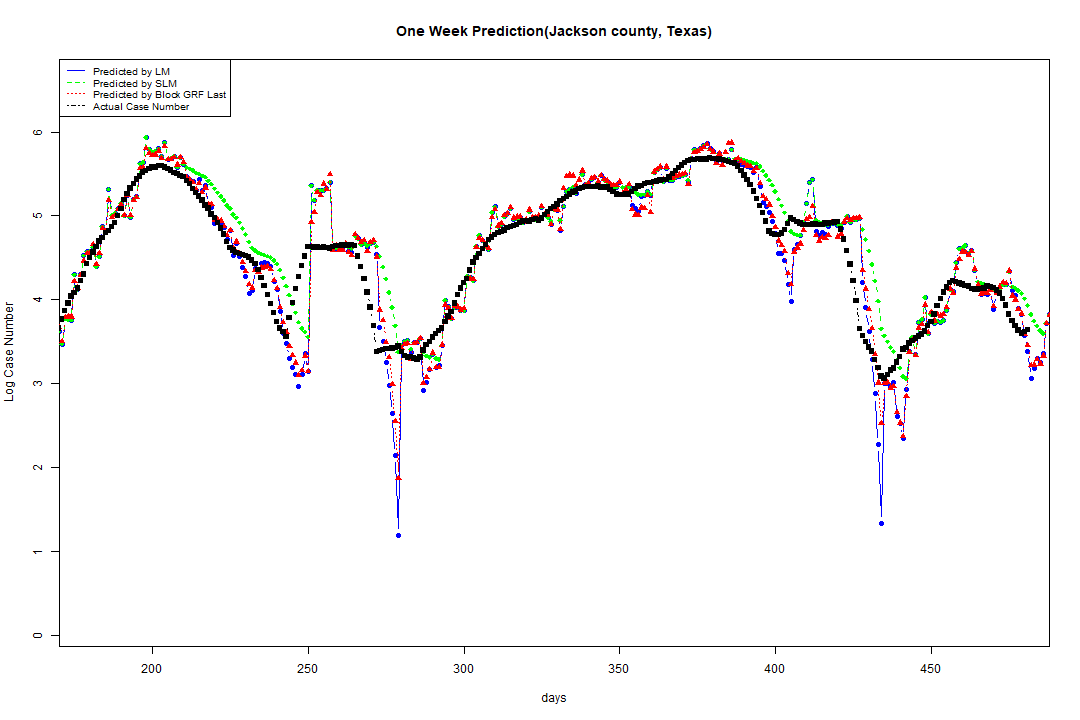 One Week Prediction(Jackson county, Texas)
Predicted by LM
Predicted by SLM
Predicted by Block GRF Last
Actual Case Number
6
5
4
3
2
1
0
Log Case Number
200 250 300 350 400 450
days